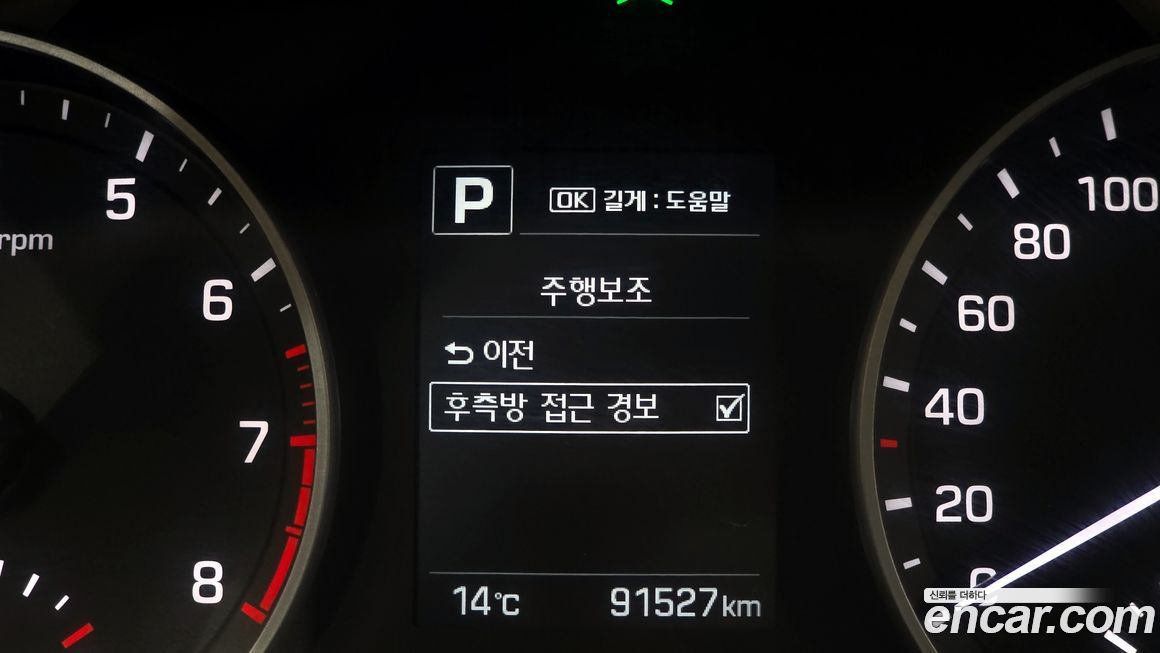 P
OK 길게 : 도움말
주행보조
이전
후측방 접근 경보
14°C 91527km
5
rpm
6
7
8
100
80
60
40
20
신뢰를 더하다
encar.com